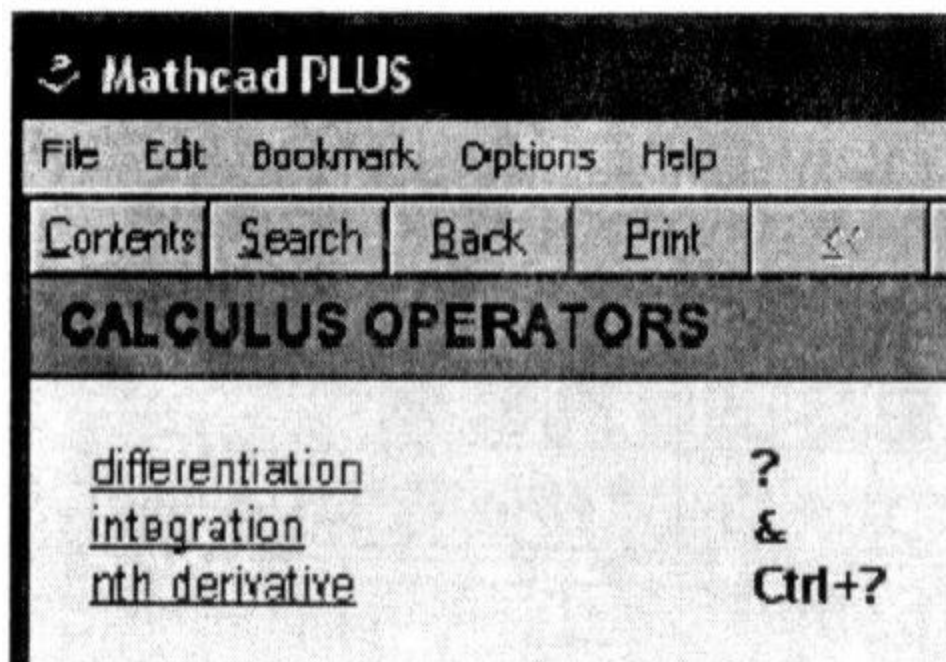 Mathcad PLUS
File Edit Bookmark Options Help
Contents Search Back Print <<
CALCULUS OPERATORS
differentiation ?
integration &
nth derivative Ctrl+?